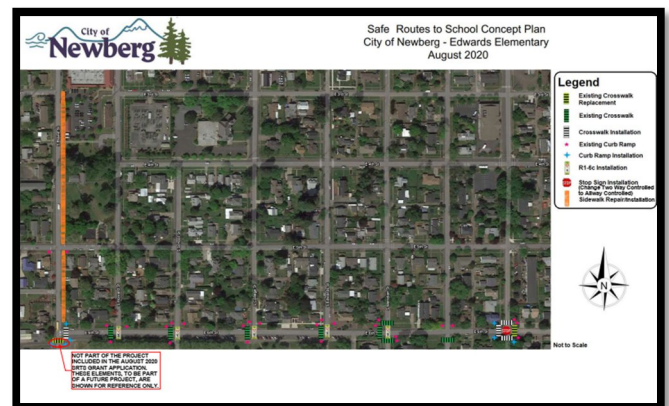 City of
Newberg
Safe Routes to School Concept Plan
City of Newberg - Edwards Elementary
August 2020
Legend
Existing Crosswalk
Replacement
Existing Crosswalk
Crosswalk Installation
Existing Curb Ramp
Curb Ramp Installation
R1-6c Installation
Stop Sign Installation
(Change Two Way Controlled
to Allway Controlled)
Sidewalk Repair/Installation
N
Not to Scale
NOT PART OF THE PROJECT
INCLUDED IN THE AUGUST 2020
SRTS GRANT APPLICATION.
THESE ELEMENTS, TO BE PART
OF A FUTURE PROJECT, ARE
SHOWN FOR REFERENCE ONLY.